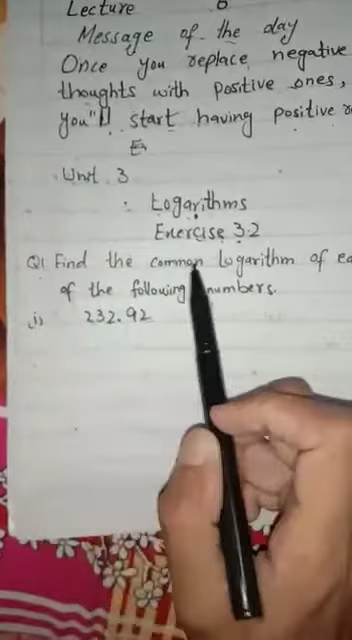 Lecture 8
Message of the day
Once you replace negative
thoughts with positive ones,
you"ll start having positive
Unit 3
: Logarithms
Exercise 3.2
Q1 Find the common Logarithm of
of the following numbers.
i) 232.92